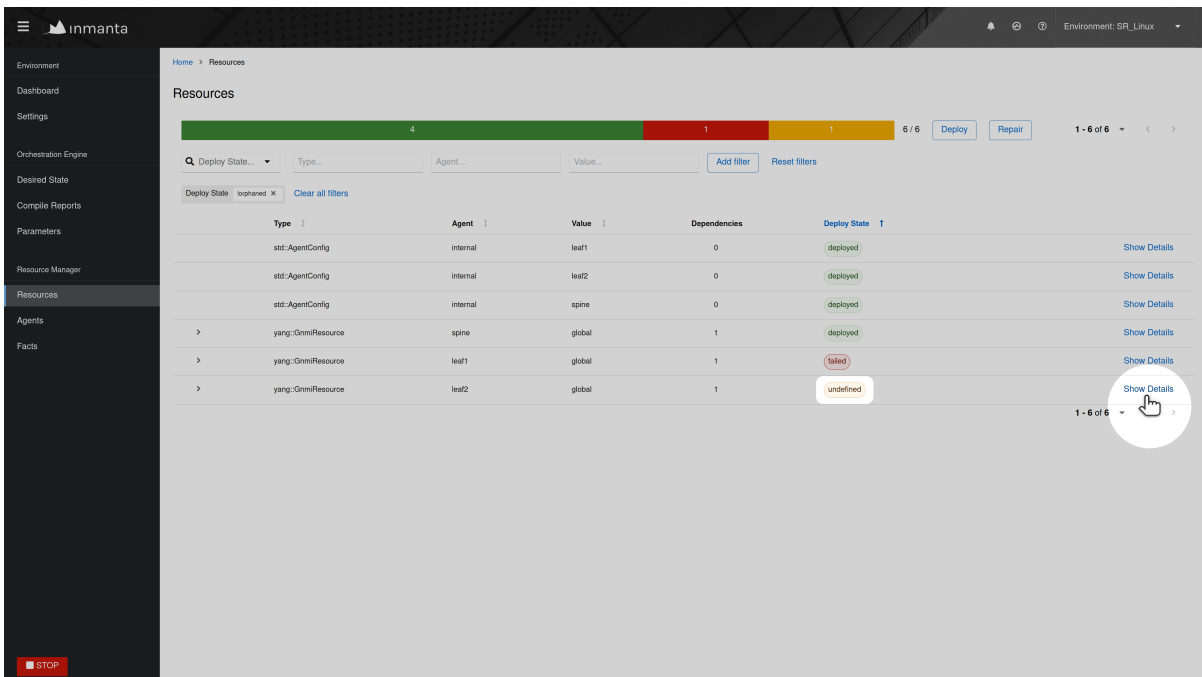 inmanta
Environment: SR_Linux
Environment
Dashboard
Settings
Orchestration Engine
Desired State
Compile Reports
Parameters
Resource Manager
Resources
Agents
Facts
STOP
Home > Resources
Resources
4 1 1 6 / 6 Deploy Repair 1 - 6 of 6
Deploy State... Type... Agent... Value... Add filter Reset filters
Deploy State !orphaned × Clear all filters
Type Agent Value Dependencies Deploy State
std::AgentConfig internal leaf1 0 deployed Show Details
std::AgentConfig internal leaf2 0 deployed Show Details
std::AgentConfig internal spine 0 deployed Show Details
yang::GnmiResource spine global 1 deployed Show Details
yang::GnmiResource leaf1 global 1 failed Show Details
yang::GnmiResource leaf2 global 1 undefined Show Details
1 - 6 of 6